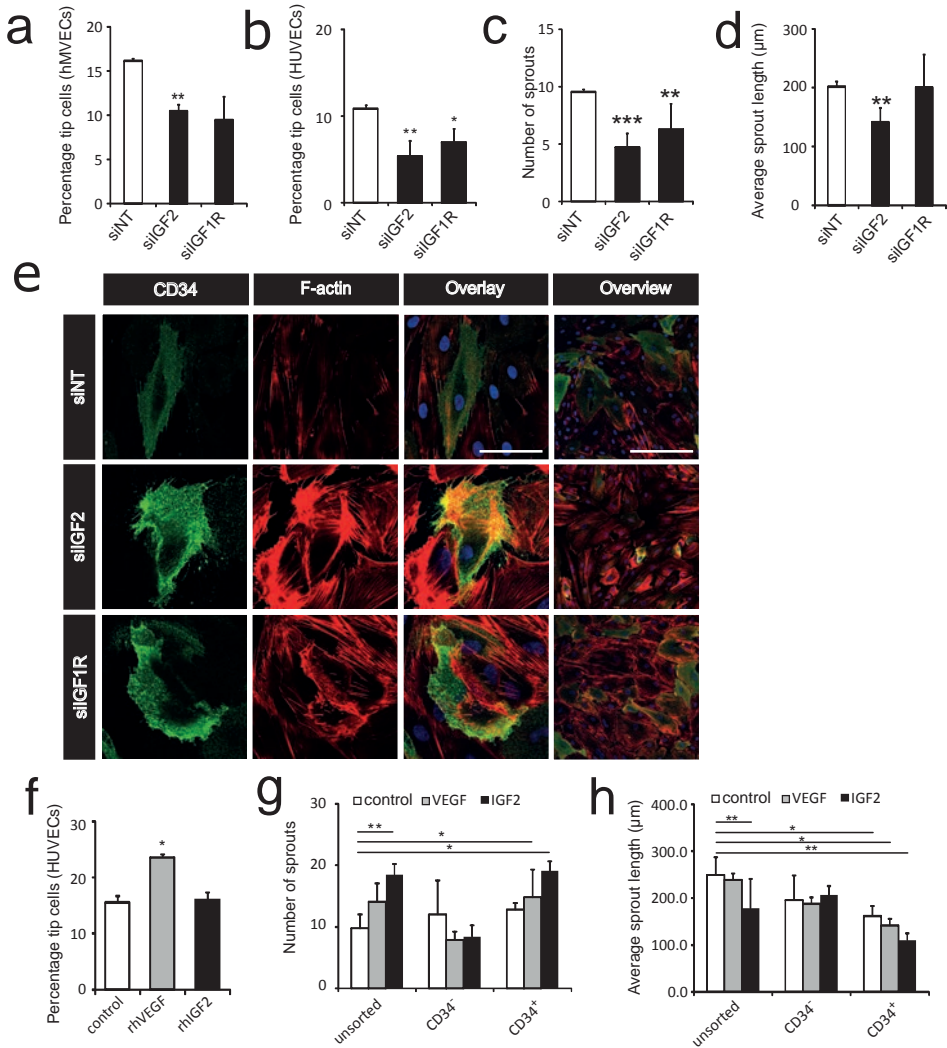 a
Percentage tip cells (hMVECs)
20
15
10
5
0
**
siNT
siIGF2
siIGF1R
b
Percentage tip cells (HUVECs)
20
10
0
**
*
siNT
siIGF2
siIGF1R
c
Number of sprouts
15
10
5
0
***
**
siNT
siIGF2
siIGF1R
d
Average sprout length (µm)
300
200
100
0
**
siNT
siIGF2
siIGF1R
e
CD34 F-actin Overlay Overview
siNT
siIGF2
siIGF1R
f
Percentage tip cells (HUVECs)
30
20
10
0
*
control
rhVEGF
rhIGF2
g
control VEGF IGF2
Number of sprouts
30
20
10
0
**
*
*
unsorted
CD34⁻
CD34⁺
h
control VEGF IGF2
Average sprout length (µm)
400.0
300.0
200.0
100.0
0.0
**
*
*
**
unsorted
CD34⁻
CD34⁺